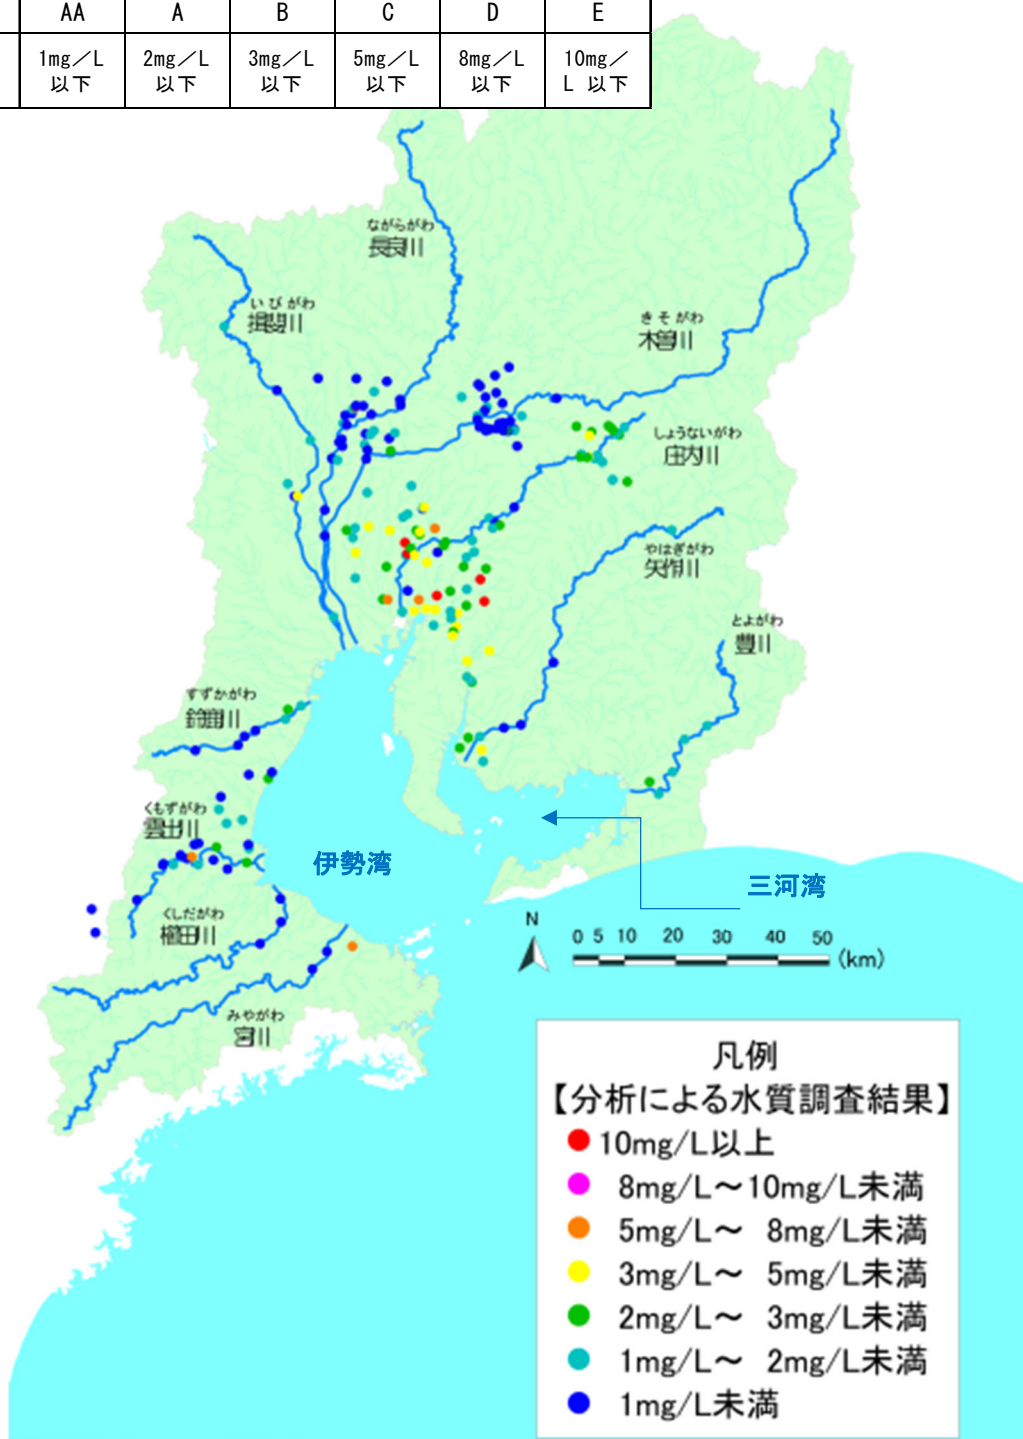 AA A B C D E
1mg／L 2mg／L 3mg／L 5mg／L 8mg／L 10mg／
以下 以下 以下 以下 以下 L 以下
ながらがわ
長良川
いびがわ
揖斐川
きそがわ
木曽川
しょうないがわ
庄内川
やはぎがわ
矢作川
とよがわ
豊川
すずかがわ
鈴鹿川
くもずがわ
雲出川
伊勢湾
三河湾
くしだがわ
櫛田川
みやがわ
宮川
N
0 5 10 20 30 40 50
(km)
凡例
【分析による水質調査結果】
10mg/L以上
8mg/L～10mg/L未満
5mg/L～ 8mg/L未満
3mg/L～ 5mg/L未満
2mg/L～ 3mg/L未満
1mg/L～ 2mg/L未満
1mg/L未満